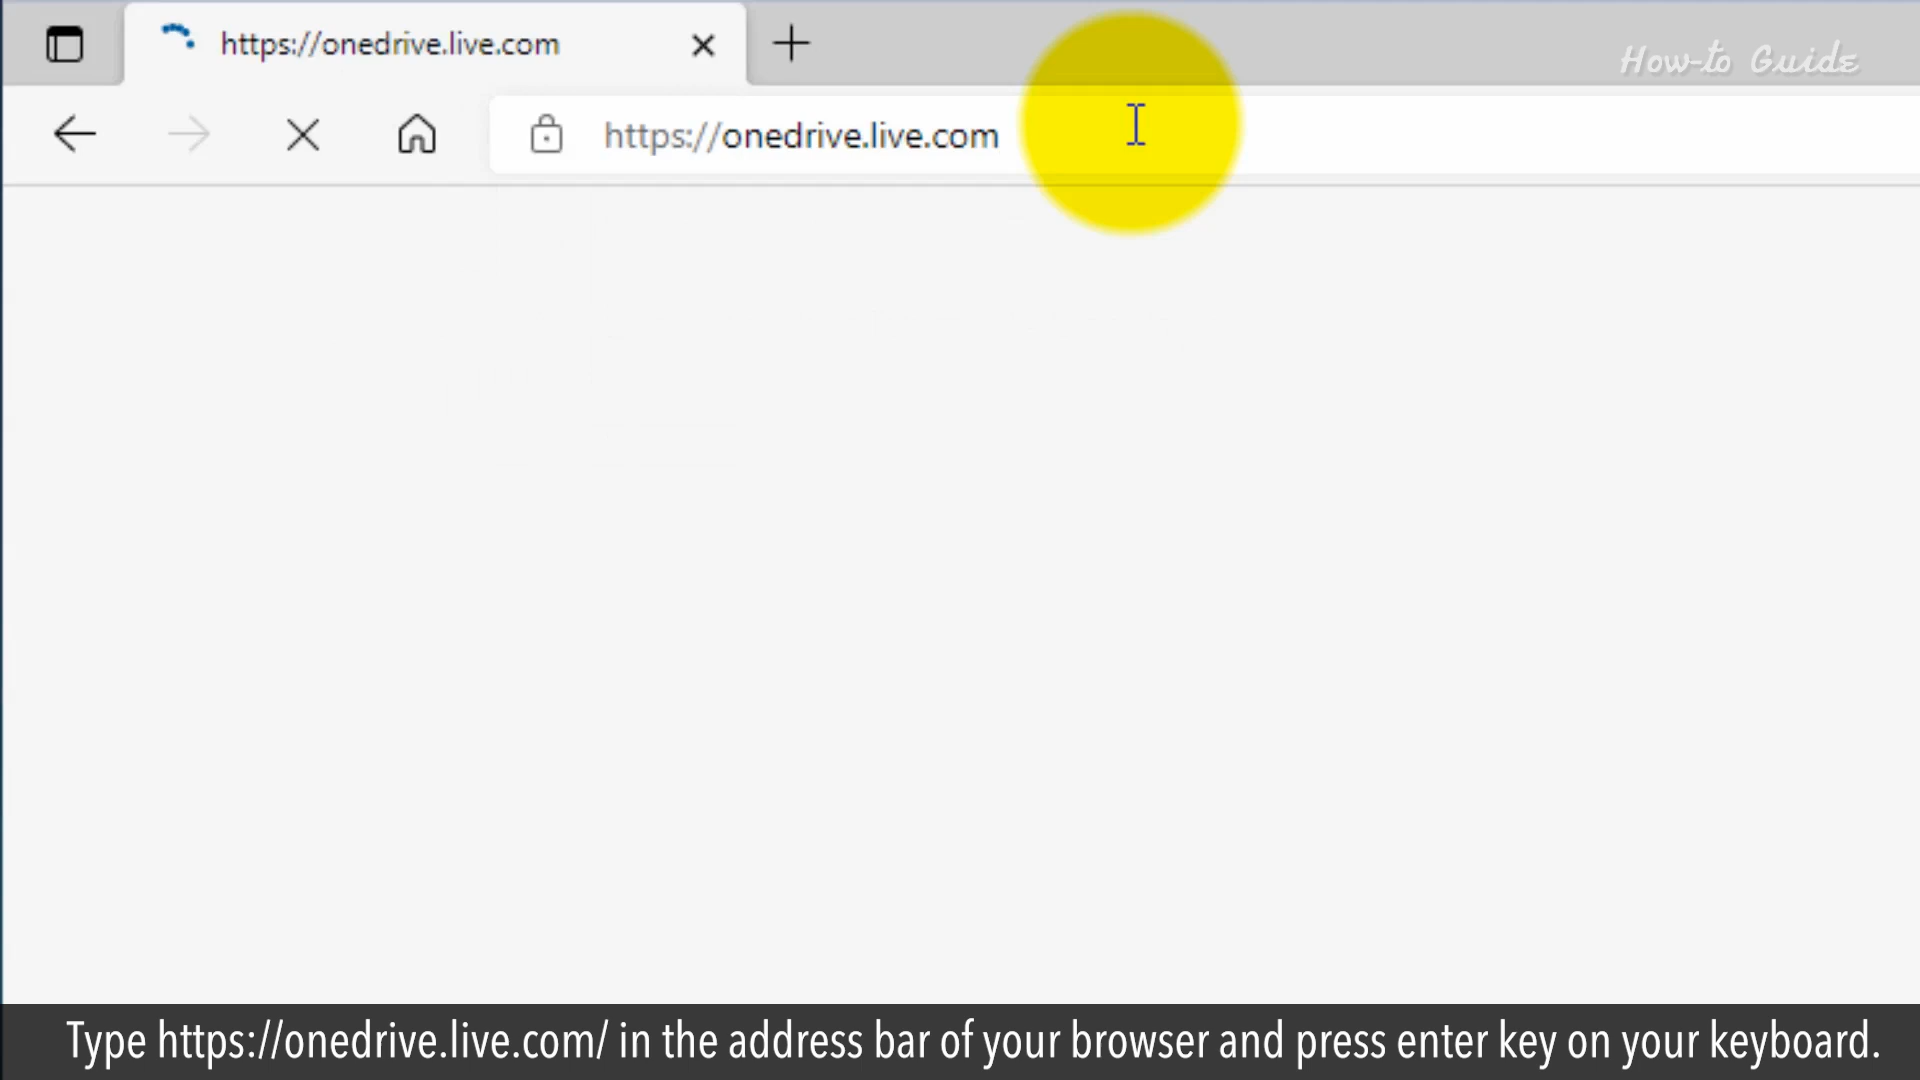 https://onedrive.live.com
How-to Guide
https://onedrive.live.com
Type https://onedrive.live.com/ in the address bar of your browser and press enter key on your keyboard.